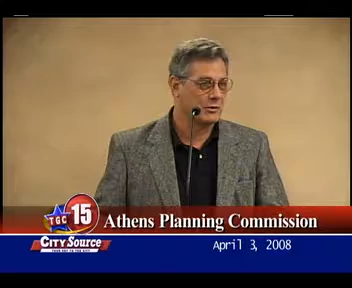 TGC 15
Athens Planning Commission
CITY SOURCE
April 3, 2008